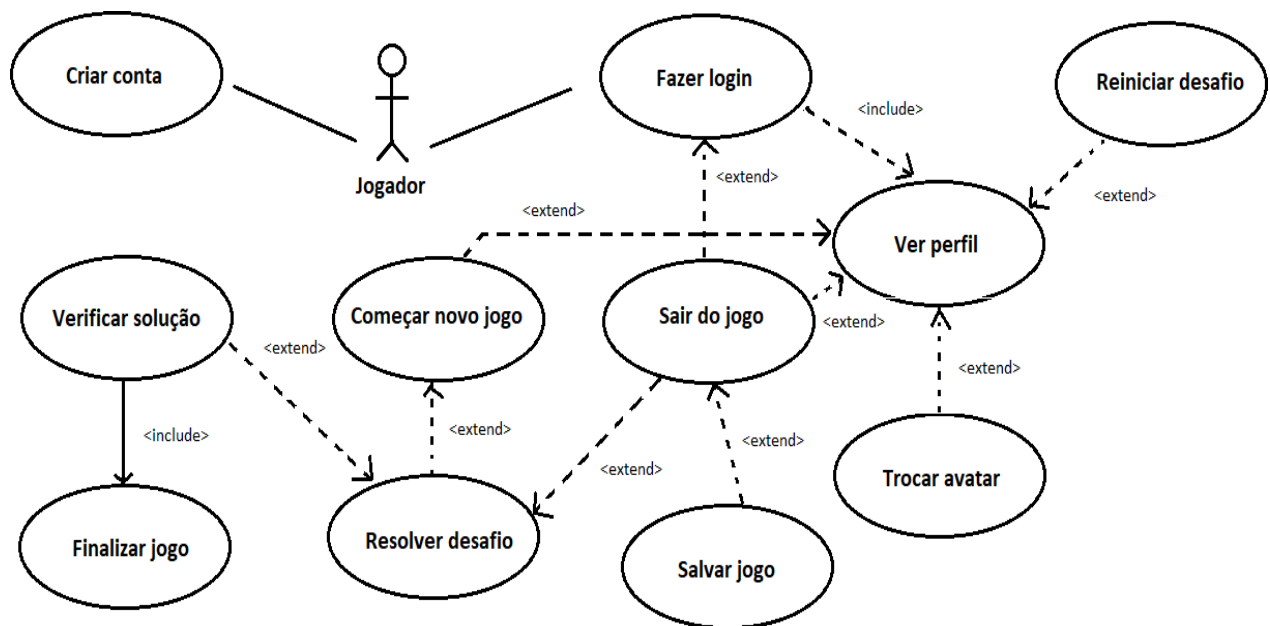 Criar conta
Jogador
Fazer login
Reiniciar desafio
<include>
<extend>
<extend>
<extend>
Ver perfil
Verificar solução
Começar novo jogo
Sair do jogo
<extend>
<extend>
<extend>
<include>
<extend>
<extend>
<extend>
Trocar avatar
Finalizar jogo
Resolver desafio
Salvar jogo